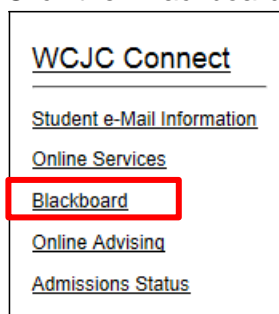 WCJC Connect
Student e-Mail Information
Online Services
Blackboard
Online Advising
Admissions Status